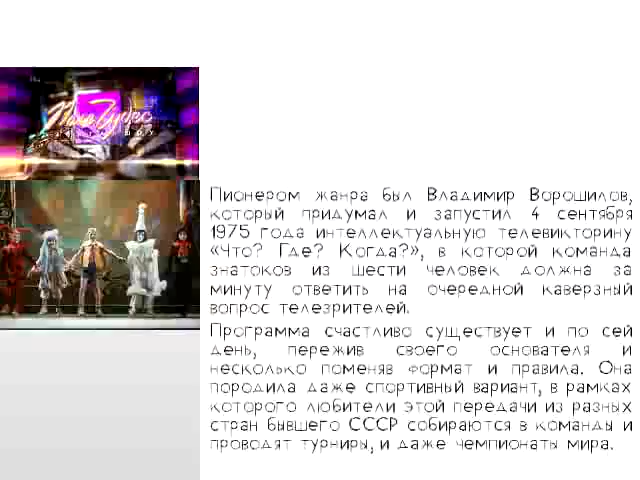 Поле Чудес
Пионером жанра был Владимир Ворошилов,
который придумал и запустил 4 сентября
1975 года интеллектуальную телевикторину
«Что? Где? Когда?», в которой команда
знатоков из шести человек должна за
минуту ответить на очередной каверзный
вопрос телезрителей.
Программа счастливо существует и по сей
день, пережив своего основателя и
несколько поменяв формат и правила. Она
породила даже спортивный вариант, в рамках
которого любители этой передачи из разных
стран бывшего СССР собираются в команды и
проводят турниры, и даже чемпионаты мира.